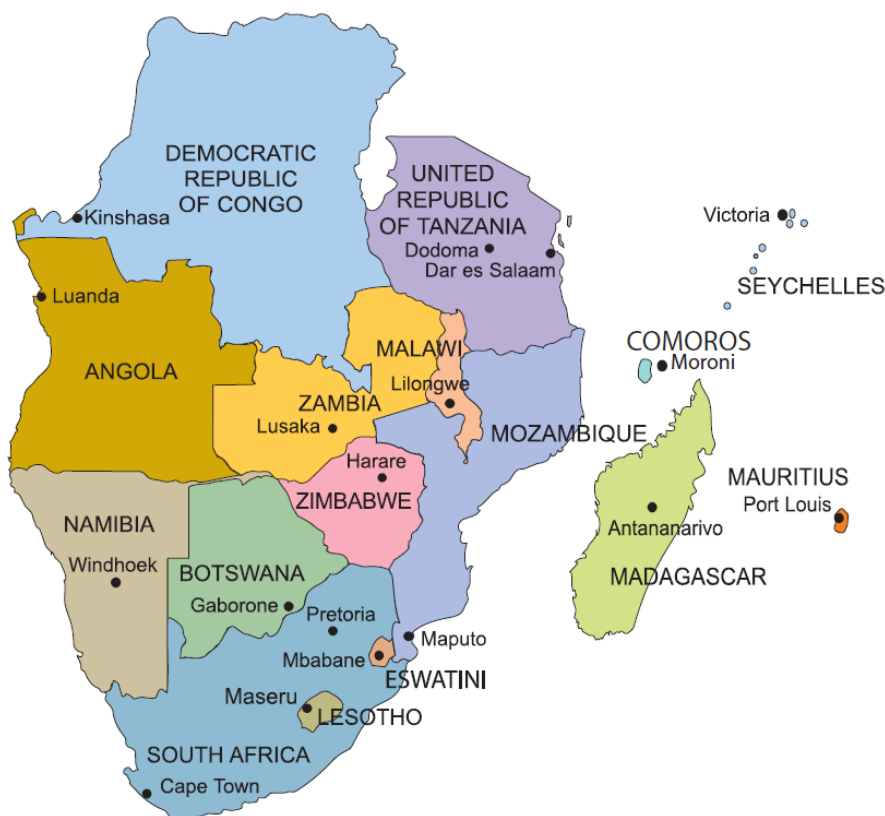 DEMOCRATIC
REPUBLIC
OF CONGO
Kinshasa
UNITED
REPUBLIC
OF TANZANIA
Dodoma
Dar es Salaam
Victoria
SEYCHELLES
Luanda
ANGOLA
MALAWI
Lilongwe
ZAMBIA
Lusaka
COMOROS
Moroni
MOZAMBIQUE
Harare
ZIMBABWE
MAURITIUS
Port Louis
Antananarivo
MADAGASCAR
NAMIBIA
Windhoek
BOTSWANA
Gaborone
Pretoria
Maputo
Mbabane
ESWATINI
Maseru
LESOTHO
SOUTH AFRICA
Cape Town